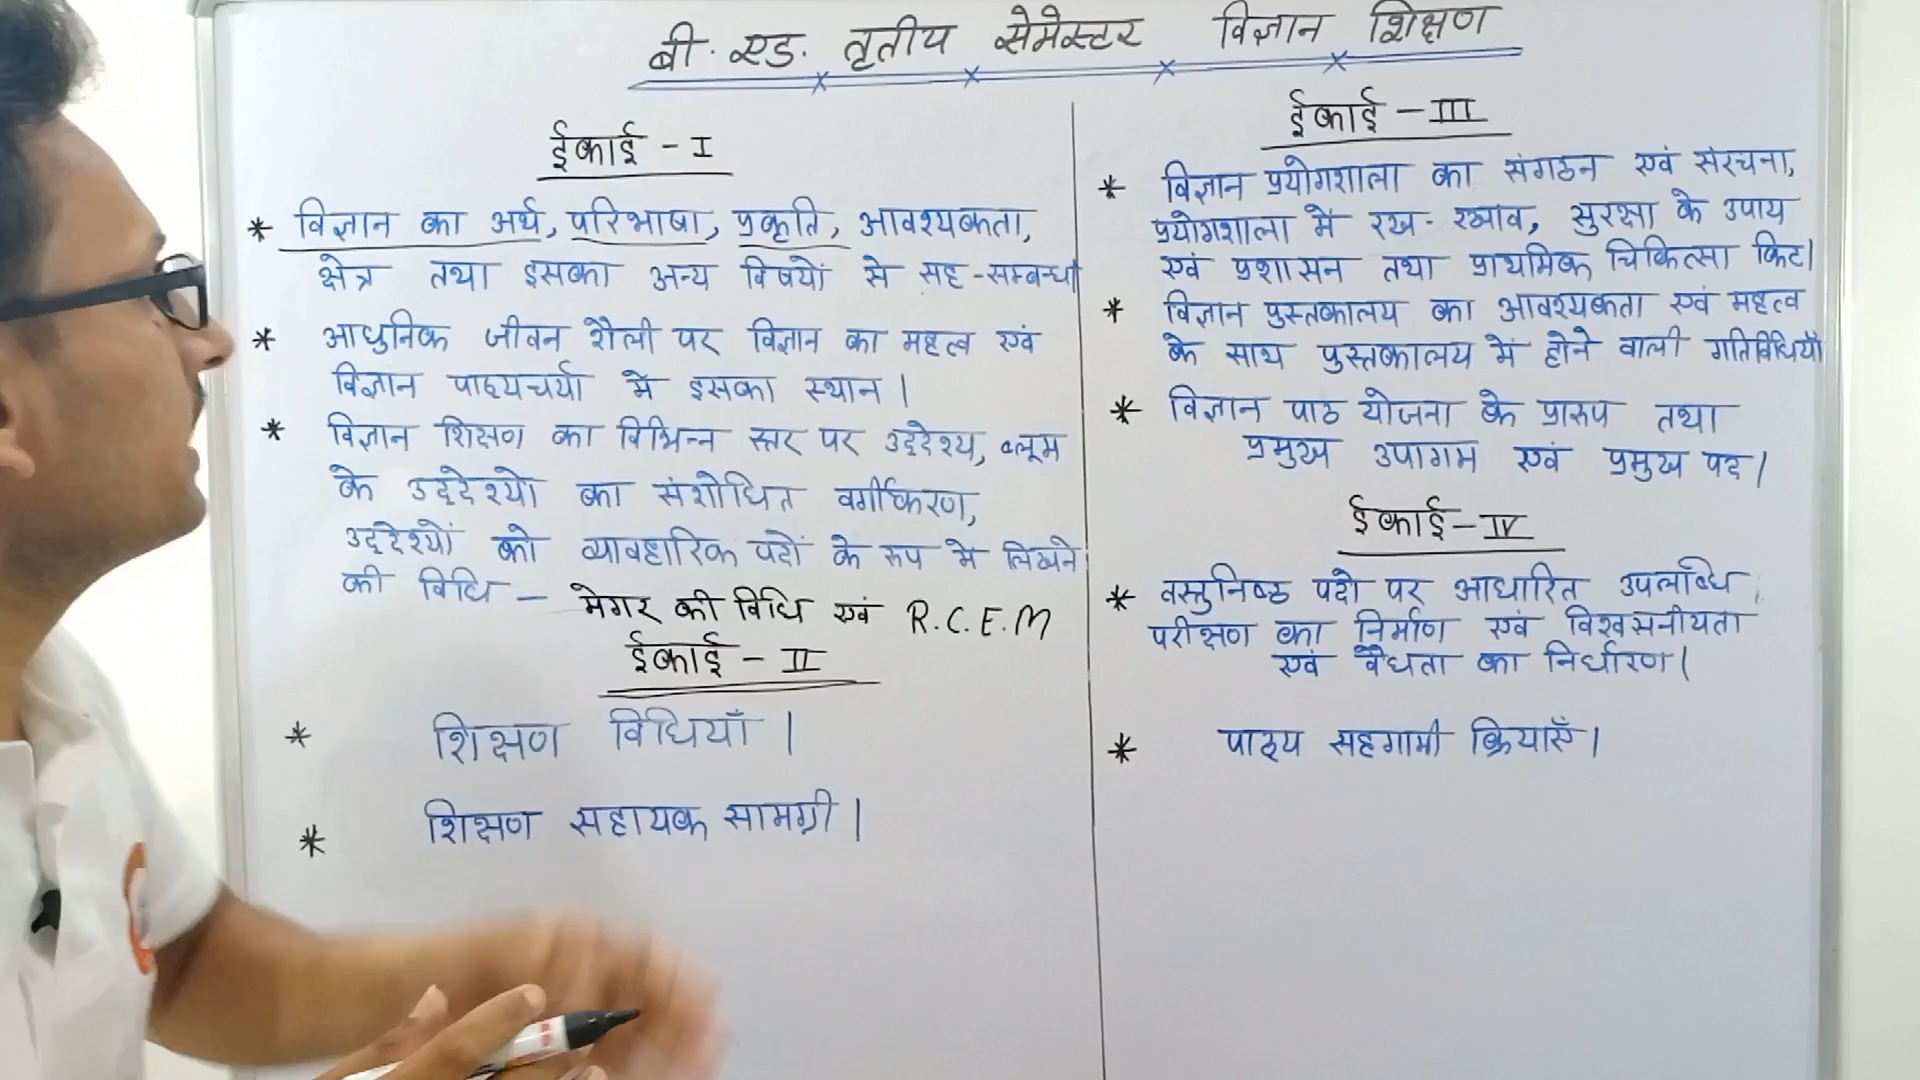 बी. एड. तृतीय सेमेस्टर विज्ञान शिक्षण
ईकाई - I
* विज्ञान का अर्थ, परिभाषा, प्रकृति, आवश्यकता,
क्षेत्र तथा इसका अन्य विषयों से सह-सम्बन्ध।
* आधुनिक जीवन शैली पर विज्ञान का महत्व एवं
विज्ञान पाठ्यचर्या में इसका स्थान।
* विज्ञान शिक्षण का विभिन्न स्तर पर उद्देश्य, ब्लूम
के उद्देश्यो का संशोधित वर्गीकरण,
उद्देश्यों को व्यावहारिक पदों के रूप मे लिखने
की विधि – मेगर की विधि एवं R.C.E.M
ईकाई - II
* शिक्षण विधियाँ।
* शिक्षण सहायक सामग्री।
ईकाई - III
* विज्ञान प्रयोगशाला का संगठन एवं संरचना,
प्रयोगशाला में रख-रखाव, सुरक्षा के उपाय
एवं प्रशासन तथा प्राथमिक चिकित्सा किट।
* विज्ञान पुस्तकालय का आवश्यकता एवं महत्व
के साथ पुस्तकालय में होने वाली गतिविधियाँ
* विज्ञान पाठ योजना के प्रारूप तथा
प्रमुख उपागम एवं प्रमुख पद।
ईकाई - IV
* वस्तुनिष्ठ पदो पर आधारित उपलब्धि
परीक्षण का निर्माण एवं विश्वसनीयता
एवं वैधता का निर्धारण।
* पाठ्य सहगामी क्रियाएँ।